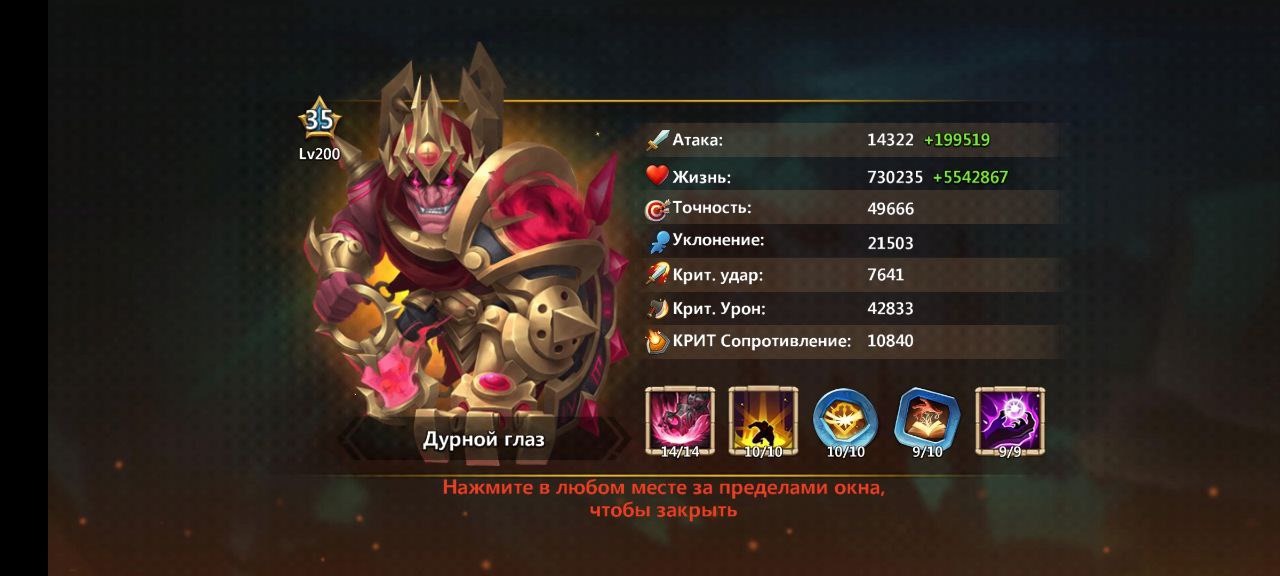 35
Lv200
Дурной глаз
Атака: 14322 +199519
Жизнь: 730235 +5542867
Точность: 49666
Уклонение: 21503
Крит. удар: 7641
Крит. Урон: 42833
КРИТ Сопротивление: 10840
14/14 10/10 10/10 9/10 9/9
Нажмите в любом месте за пределами окна,
чтобы закрыть